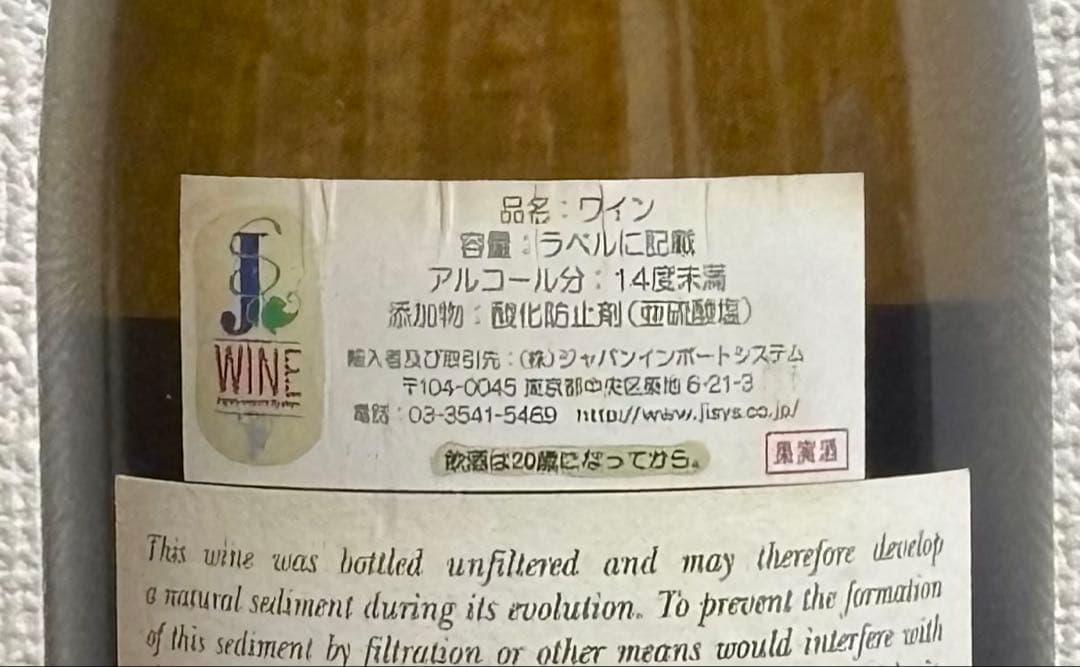 品名：ワイン
容量：ラベルに記載
アルコール分：14度未満
添加物：酸化防止剤（亜硫酸塩）
輸入者及び取引先：(株)ジャパンインポートシステム
〒104-0045 東京都中央区築地 6-21-3
電話：03-3541-5469 http://www.jisys.co.jp/
WINE
飲酒は20歳になってから。
果実酒
This wine was bottled unfiltered and may therefore develop
a natural sediment during its evolution. To prevent the formation
of this sediment by filtration or other means would interfere with